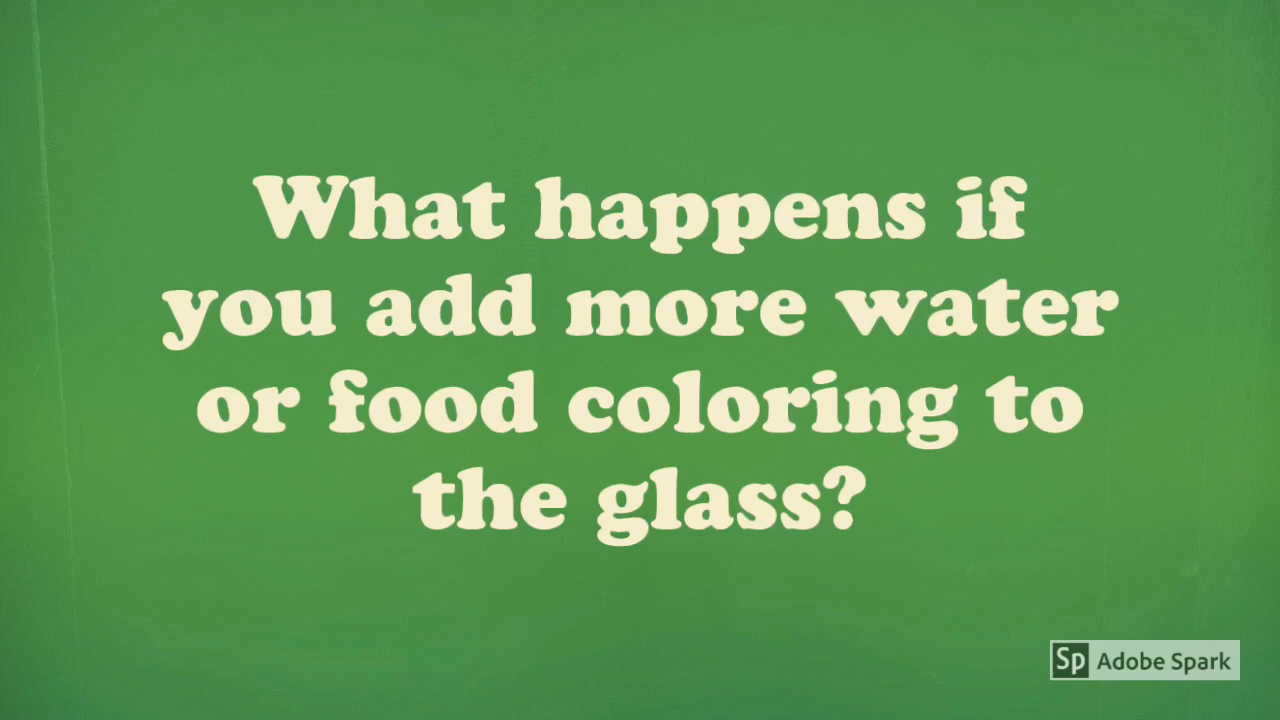 What happens if
you add more water
or food coloring to
the glass?
Sp Adobe Spark